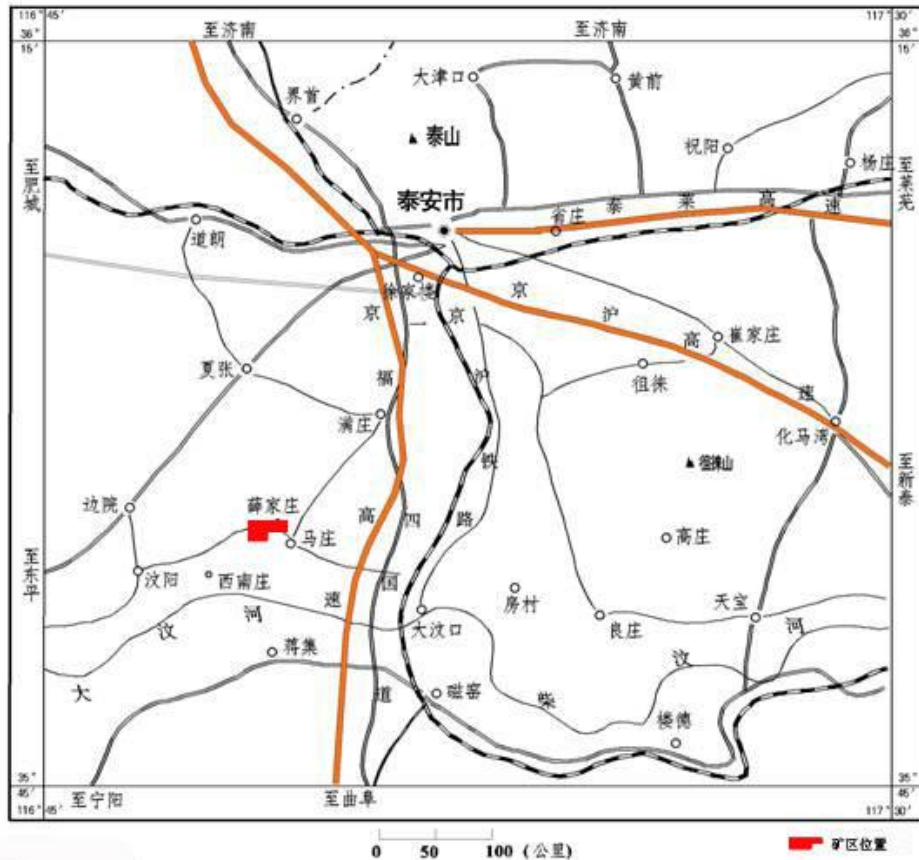 116°45′
36°
15′
至济南
至济南
117°30′
36°
15′
大津口
黄前
界首
泰山
祝阳
杨庄
至肥城
至莱芜
泰安市
泰莱高速
省庄
道朗
徐家楼
京沪高速
京福高速
京沪铁路
一四国道
崔家庄
夏张
徂徕
满庄
化马湾
徂徕山
至新泰
边院
薛家庄
马庄
高庄
至东平
汶阳
西南庄
房村
天宝
大汶口
良庄
大汶河
柴汶河
蒋集
磁窑
楼德
35°
45′
116°45′
至宁阳
至曲阜
35°
45′
117°30′
0 50 100 (公里)
矿区位置